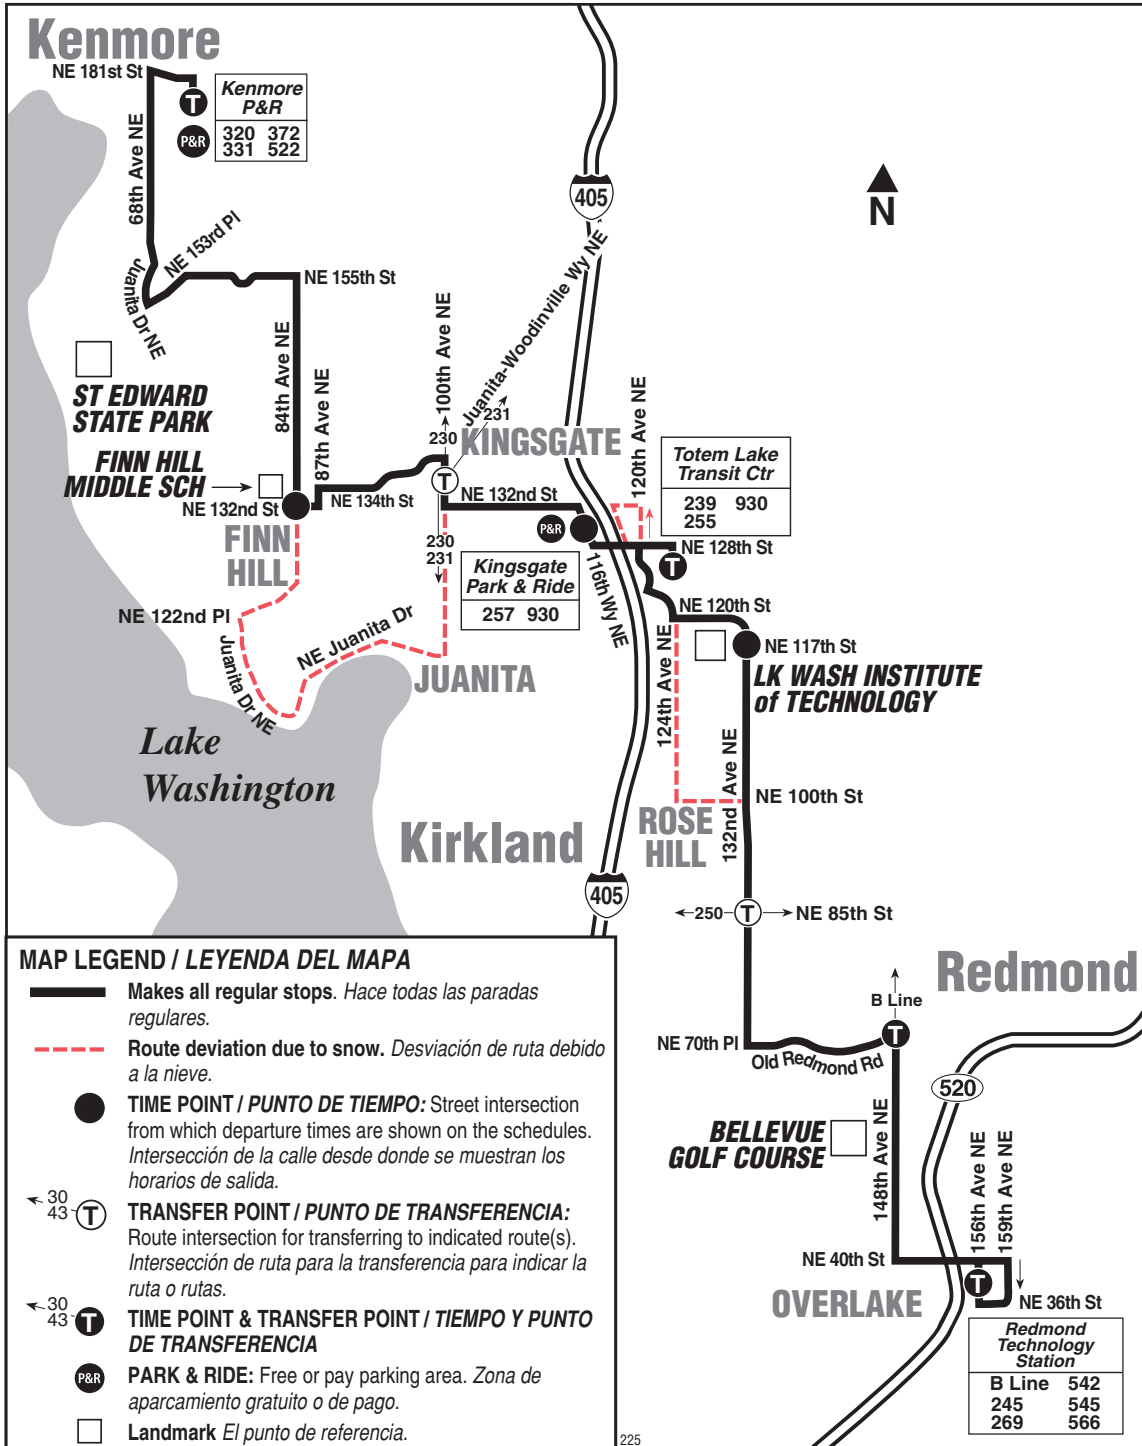 Kenmore
NE 181st St
T
Kenmore
P&R
P&R
320 372
331 522
68th Ave NE
405
N
NE 153rd Pl
Juanita Dr NE
NE 155th St
Juanita-Woodinville Wy NE
100th Ave NE
84th Ave NE
87th Ave NE
ST EDWARD
STATE PARK
120th Ave NE
231
230
KINGSGATE
FINN HILL
MIDDLE SCH
T
Totem Lake
Transit Ctr
239 930
255
NE 132nd St
NE 134th St
NE 132nd St
P&R
FINN
HILL
230
231
NE 128th St
T
Kingsgate
Park & Ride
257 930
116th Wy NE
NE 122nd Pl
Juanita Dr NE
NE Juanita Dr
JUANITA
NE 120th St
124th Ave NE
NE 117th St
LK WASH INSTITUTE
of TECHNOLOGY
Lake
Washington
132nd Ave NE
NE 100th St
Kirkland
ROSE
HILL
405
250
T
NE 85th St
Redmond
B Line
T
NE 70th Pl
Old Redmond Rd
520
BELLEVUE
GOLF COURSE
148th Ave NE
156th Ave NE
159th Ave NE
NE 40th St
T
OVERLAKE
NE 36th St
Redmond
Technology
Station
B Line 542
245 545
269 566
MAP LEGEND / LEYENDA DEL MAPA
Makes all regular stops. Hace todas las paradas
regulares.
Route deviation due to snow. Desviación de ruta debido
a la nieve.
TIME POINT / PUNTO DE TIEMPO: Street intersection
from which departure times are shown on the schedules.
Intersección de la calle desde donde se muestran los
horarios de salida.
30
43
T
TRANSFER POINT / PUNTO DE TRANSFERENCIA:
Route intersection for transferring to indicated route(s).
Intersección de ruta para la transferencia para indicar la
ruta o rutas.
30
43
T
TIME POINT & TRANSFER POINT / TIEMPO Y PUNTO
DE TRANSFERENCIA
P&R
PARK & RIDE: Free or pay parking area. Zona de
aparcamiento gratuito o de pago.
Landmark El punto de referencia.
225